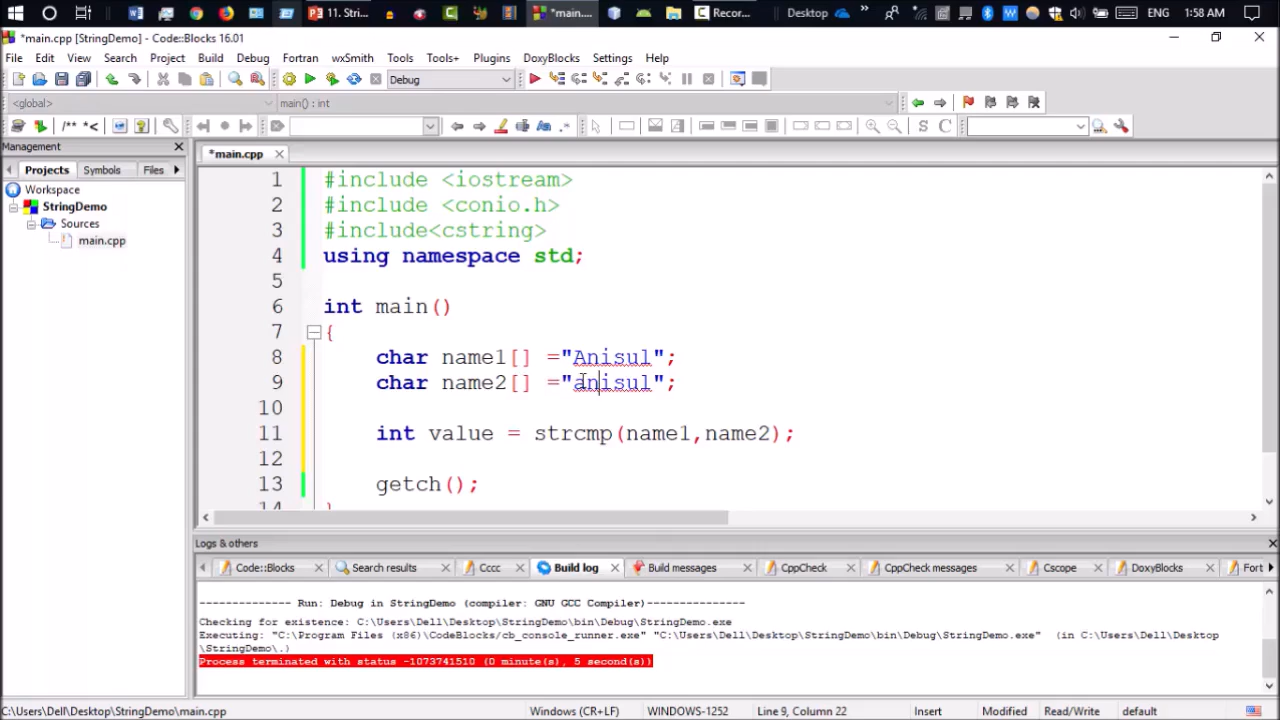 11. Stri...
*main....
Recor...
Desktop
ENG
1:58 AM
*main.cpp [StringDemo] - Code::Blocks 16.01
File Edit View Search Project Build Debug Fortran wxSmith Tools Tools+ Plugins DoxyBlocks Settings Help
Debug
<global>
main() : int
/** *<
S C
Management
*main.cpp
Projects Symbols Files
Workspace
StringDemo
Sources
main.cpp
1 #include <iostream>
2 #include <conio.h>
3 #include<cstring>
4 using namespace std;
5
6 int main()
7 {
8 char name1[] ="Anisul";
9 char name2[] ="anisul";
10
11 int value = strcmp(name1,name2);
12
13 getch();
14 }
Logs & others
Code::Blocks Search results Cccc Build log Build messages CppCheck CppCheck messages Cscope DoxyBlocks Fort
-------------- Run: Debug in StringDemo (compiler: GNU GCC Compiler)---------------
Checking for existence: C:\Users\Dell\Desktop\StringDemo\bin\Debug\StringDemo.exe
Executing: "C:\Program Files (x86)\CodeBlocks/cb_console_runner.exe" "C:\Users\Dell\Desktop\StringDemo\bin\Debug\StringDemo.exe" (in C:\Users\Dell\Desktop
\StringDemo\.)
Process terminated with status -1073741510 (0 minute(s), 5 second(s))
C:\Users\Dell\Desktop\StringDemo\main.cpp
Windows (CR+LF)
WINDOWS-1252
Line 9, Column 22
Insert
Modified
Read/Write
default